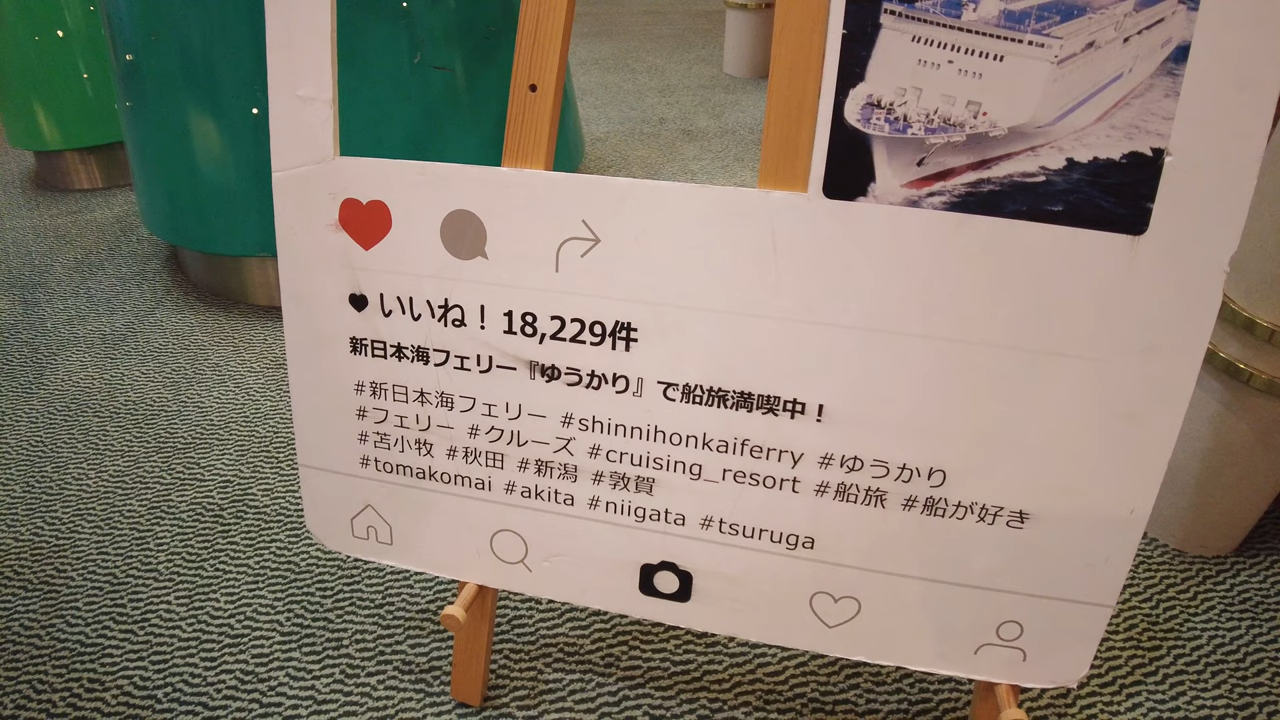 いいね！18,229件
新日本海フェリー『ゆうかり』で船旅満喫中！
#新日本海フェリー #shinnihonkaiferry #ゆうかり
#フェリー #クルーズ #cruising_resort #船旅 #船が好き
#苫小牧 #秋田 #新潟 #敦賀
#tomakomai #akita #niigata #tsuruga